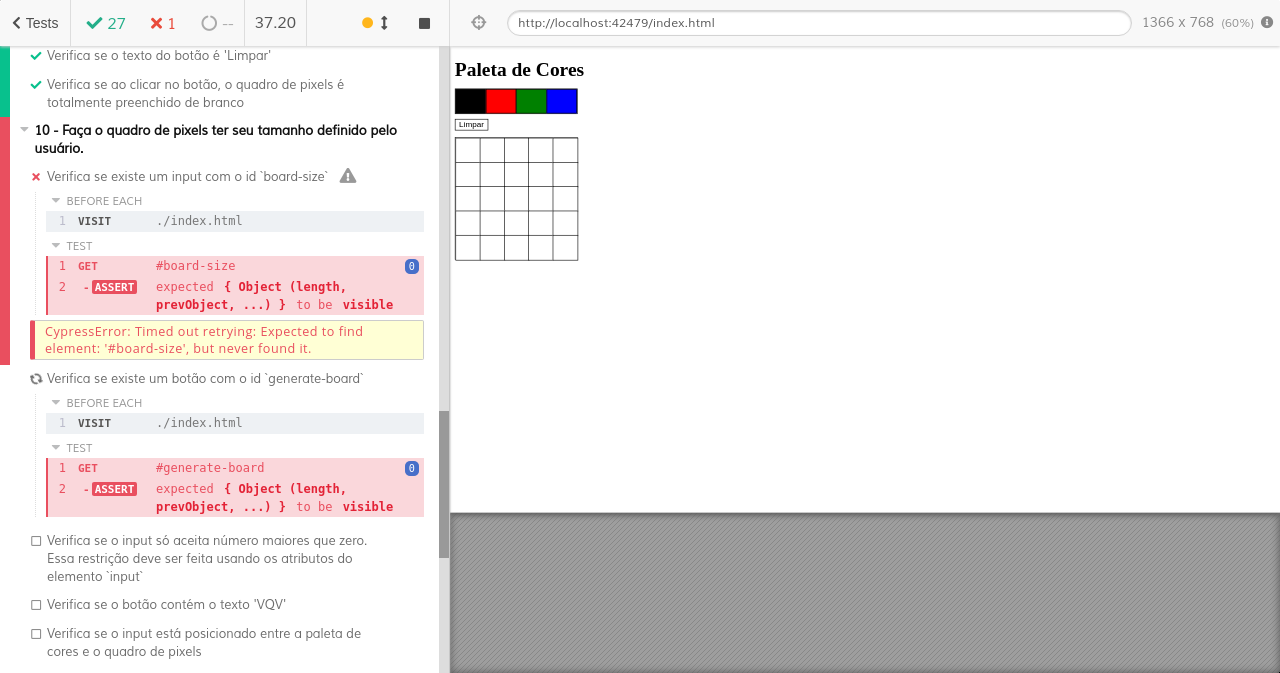 Tests 27 1 -- 37.20 http://localhost:42479/index.html 1366 x 768 (60%)
Verifica se o texto do botão é 'Limpar'
Verifica se ao clicar no botão, o quadro de pixels é
totalmente preenchido de branco
10 - Faça o quadro de pixels ter seu tamanho definido pelo
usuário.
Verifica se existe um input com o id `board-size`
BEFORE EACH
1 VISIT ./index.html
TEST
1 GET #board-size 0
2 -ASSERT expected { Object (length,
prevObject, ...) } to be visible
CypressError: Timed out retrying: Expected to find
element: '#board-size', but never found it.
Verifica se existe um botão com o id `generate-board`
BEFORE EACH
1 VISIT ./index.html
TEST
1 GET #generate-board 0
2 -ASSERT expected { Object (length,
prevObject, ...) } to be visible
Verifica se o input só aceita número maiores que zero.
Essa restrição deve ser feita usando os atributos do
elemento `input`
Verifica se o botão contém o texto 'VQV'
Verifica se o input está posicionado entre a paleta de
cores e o quadro de pixels
Paleta de Cores
Limpar